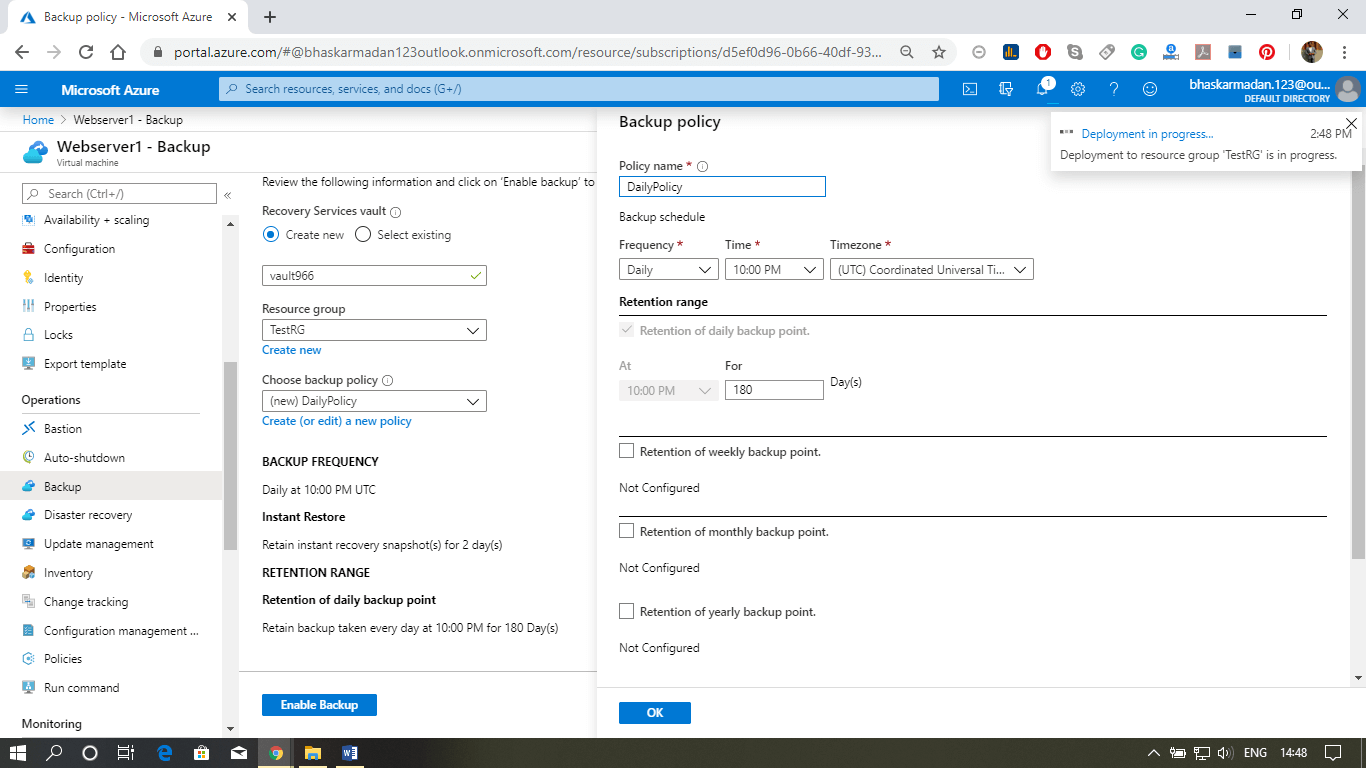 Backup policy - Microsoft Azure
portal.azure.com/#@bhaskarmadan123outlook.onmicrosoft.com/resource/subscriptions/d5ef0d96-0b66-40df-93...
Microsoft Azure
Search resources, services, and docs (G+/)
1
bhaskarmadan.123@ou...
DEFAULT DIRECTORY
Home > Webserver1 - Backup
Webserver1 - Backup
Virtual machine
Search (Ctrl+/)
«
Availability + scaling
Configuration
Identity
Properties
Locks
Export template
Operations
Bastion
Auto-shutdown
Backup
Disaster recovery
Update management
Inventory
Change tracking
Configuration management ...
Policies
Run command
Monitoring
Review the following information and click on 'Enable backup' to
Recovery Services vault
Create new Select existing
vault966
Resource group
TestRG
Create new
Choose backup policy
(new) DailyPolicy
Create (or edit) a new policy
BACKUP FREQUENCY
Daily at 10:00 PM UTC
Instant Restore
Retain instant recovery snapshot(s) for 2 day(s)
RETENTION RANGE
Retention of daily backup point
Retain backup taken every day at 10:00 PM for 180 Day(s)
Enable Backup
Backup policy
Policy name *
DailyPolicy
Backup schedule
Frequency * Time * Timezone *
Daily 10:00 PM (UTC) Coordinated Universal Ti...
Retention range
Retention of daily backup point.
At For
10:00 PM 180 Day(s)
Retention of weekly backup point.
Not Configured
Retention of monthly backup point.
Not Configured
Retention of yearly backup point.
Not Configured
OK
Deployment in progress... 2:48 PM
Deployment to resource group 'TestRG' is in progress.
ENG 14:48